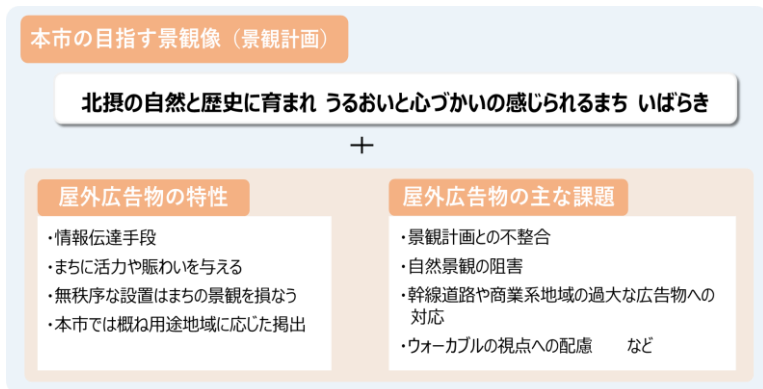 本市の目指す景観像（景観計画）
北摂の自然と歴史に育まれ うるおいと心づかいの感じられるまち いばらき
＋
屋外広告物の特性
・情報伝達手段
・まちに活力や賑わいを与える
・無秩序な設置はまちの景観を損なう
・本市では概ね用途地域に応じた掲出
屋外広告物の主な課題
・景観計画との不整合
・自然景観の阻害
・幹線道路や商業系地域の過大な広告物への
対応
・ウォーカブルの視点への配慮　　など